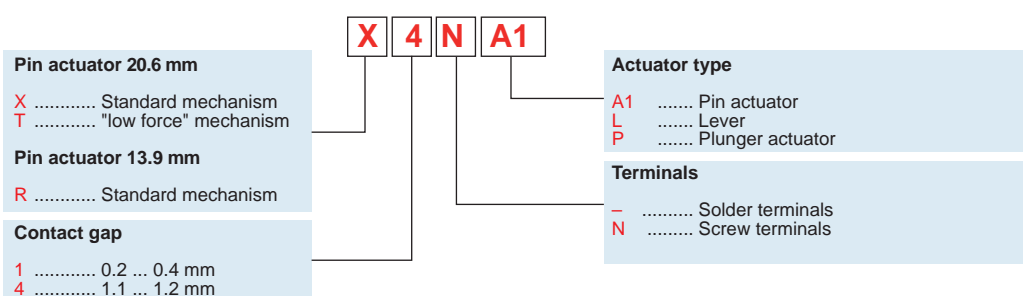 X 4 N A1
Pin actuator 20.6 mm
X ............ Standard mechanism
T ............ "low force" mechanism
Pin actuator 13.9 mm
R ............ Standard mechanism
Contact gap
1 ............ 0.2 ... 0.4 mm
4 ............ 1.1 ... 1.2 mm
Actuator type
A1 ....... Pin actuator
L ....... Lever
P ....... Plunger actuator
Terminals
– .......... Solder terminals
N ......... Screw terminals